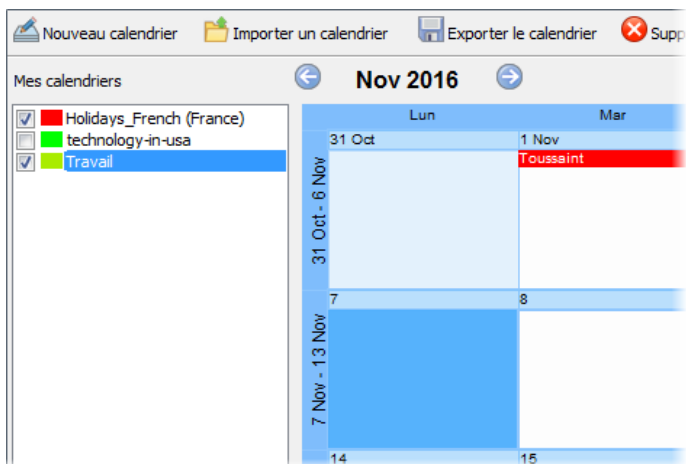 Nouveau calendrier Importer un calendrier Exporter le calendrier Supp
Mes calendriers
Nov 2016
Holidays_French (France)
technology-in-usa
Travail
Lun Mar
31 Oct - 6 Nov
31 Oct 1 Nov
Toussaint
7 Nov - 13 Nov
7 8
14 15